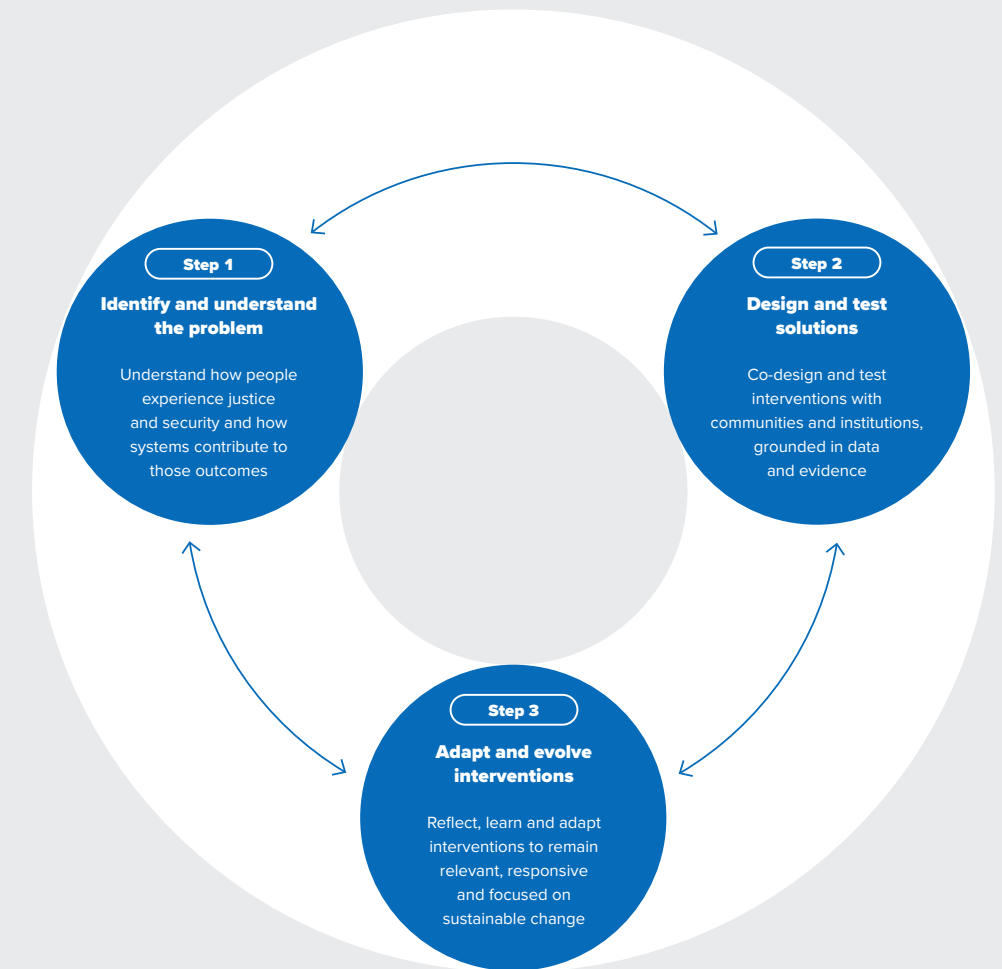 Step 1
Identify and understand
the problem
Understand how people
experience justice
and security and how
systems contribute to
those outcomes
Step 2
Design and test
solutions
Co-design and test
interventions with
communities and institutions,
grounded in data
and evidence
Step 3
Adapt and evolve
interventions
Reflect, learn and adapt
interventions to remain
relevant, responsive
and focused on
sustainable change